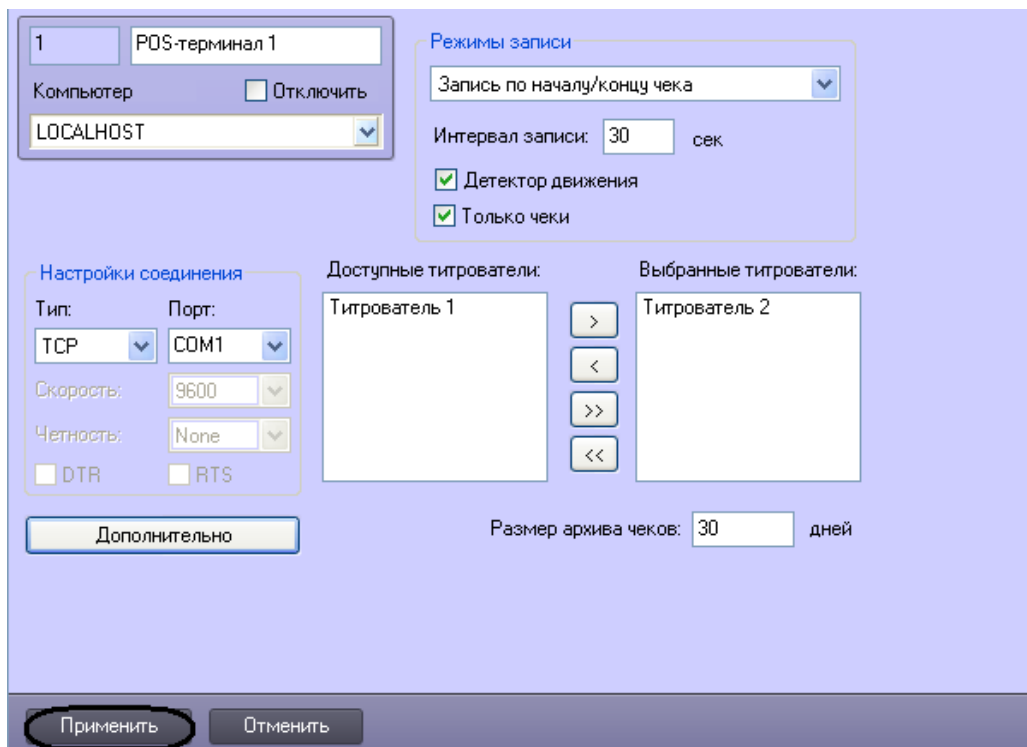 1 POS-терминал 1
Компьютер Отключить
LOCALHOST
Режимы записи
Запись по началу/концу чека
Интервал записи: 30 сек
Детектор движения
Только чеки
Настройки соединения
Тип: Порт:
TCP COM1
Скорость: 9600
Четность: None
DTR RTS
Дополнительно
Доступные титрователи:
Титрователь 1
>
<
>>
<<
Выбранные титрователи:
Титрователь 2
Размер архива чеков: 30 дней
Применить Отменить